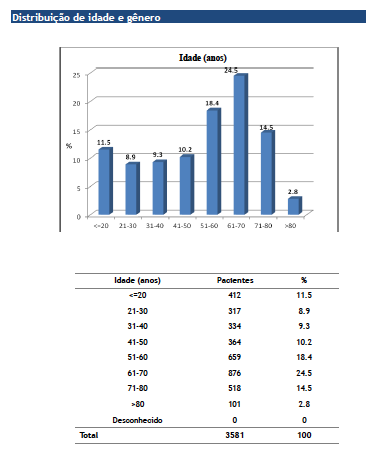 Distribuição de idade e gênero
Idade (anos)
25
20
15
10
5
0
%
11.5
8.9
9.3
10.2
18.4
24.5
14.5
2.8
<=20 21-30 31-40 41-50 51-60 61-70 71-80 >80
Idade (anos) Pacientes %
<=20 412 11.5
21-30 317 8.9
31-40 334 9.3
41-50 364 10.2
51-60 659 18.4
61-70 876 24.5
71-80 518 14.5
>80 101 2.8
Desconhecido 0 0
Total 3581 100